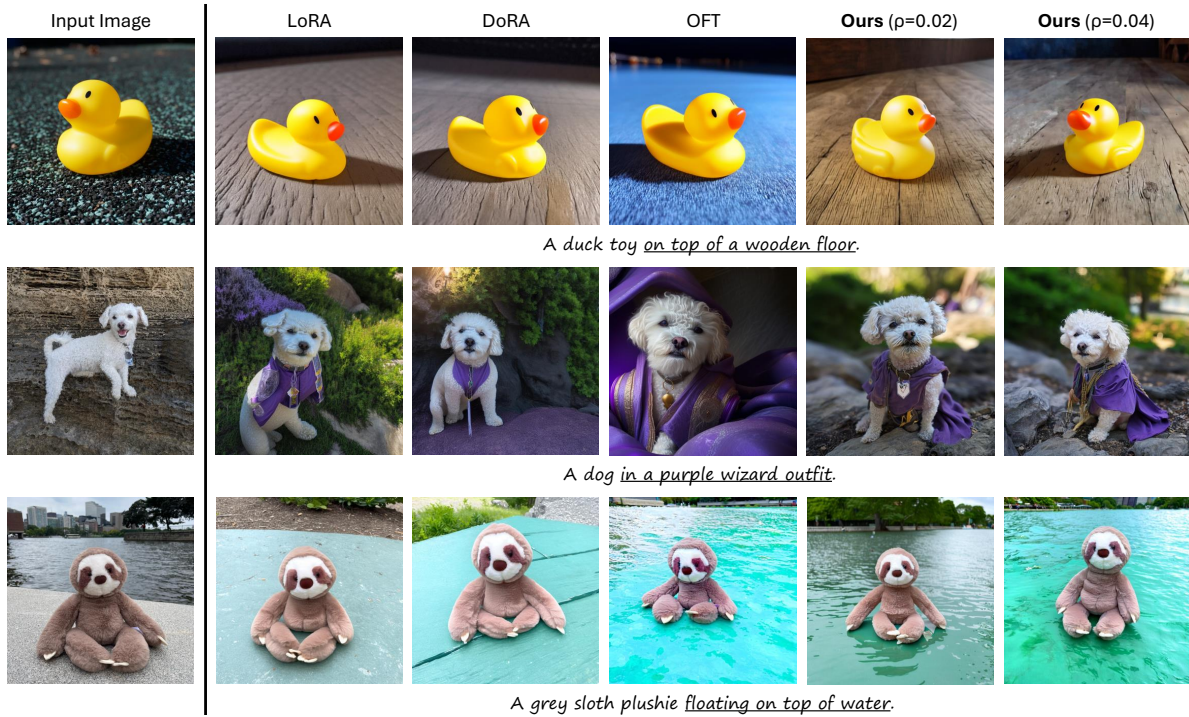 Input Image LoRA DoRA OFT Ours (ρ=0.02) Ours (ρ=0.04)
A duck toy on top of a wooden floor.
A dog in a purple wizard outfit.
A grey sloth plushie floating on top of water.